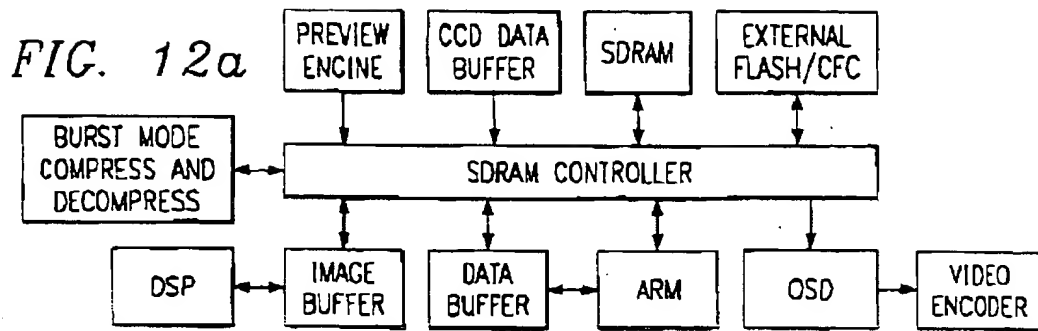 FIG. 12a
PREVIEW
ENGINE
CCD DATA
BUFFER
SDRAM
EXTERNAL
FLASH/CFC
BURST MODE
COMPRESS AND
DECOMPRESS
SDRAM CONTROLLER
DSP
IMAGE
BUFFER
DATA
BUFFER
ARM
OSD
VIDEO
ENCODER